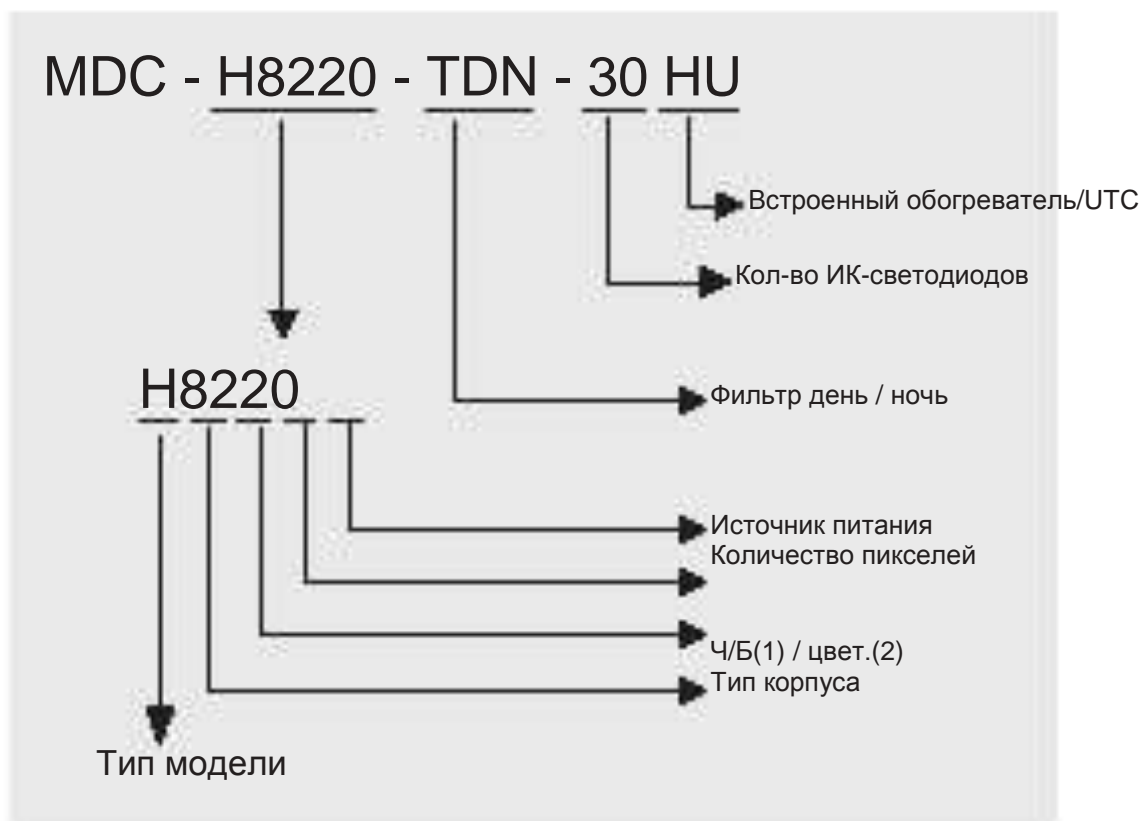 MDC - H8220 - TDN - 30 HU
Встроенный обогреватель/UTC
Кол-во ИК-светодиодов
H8220
Фильтр день / ночь
Источник питания
Количество пикселей
Ч/Б(1) / цвет.(2)
Тип корпуса
Тип модели